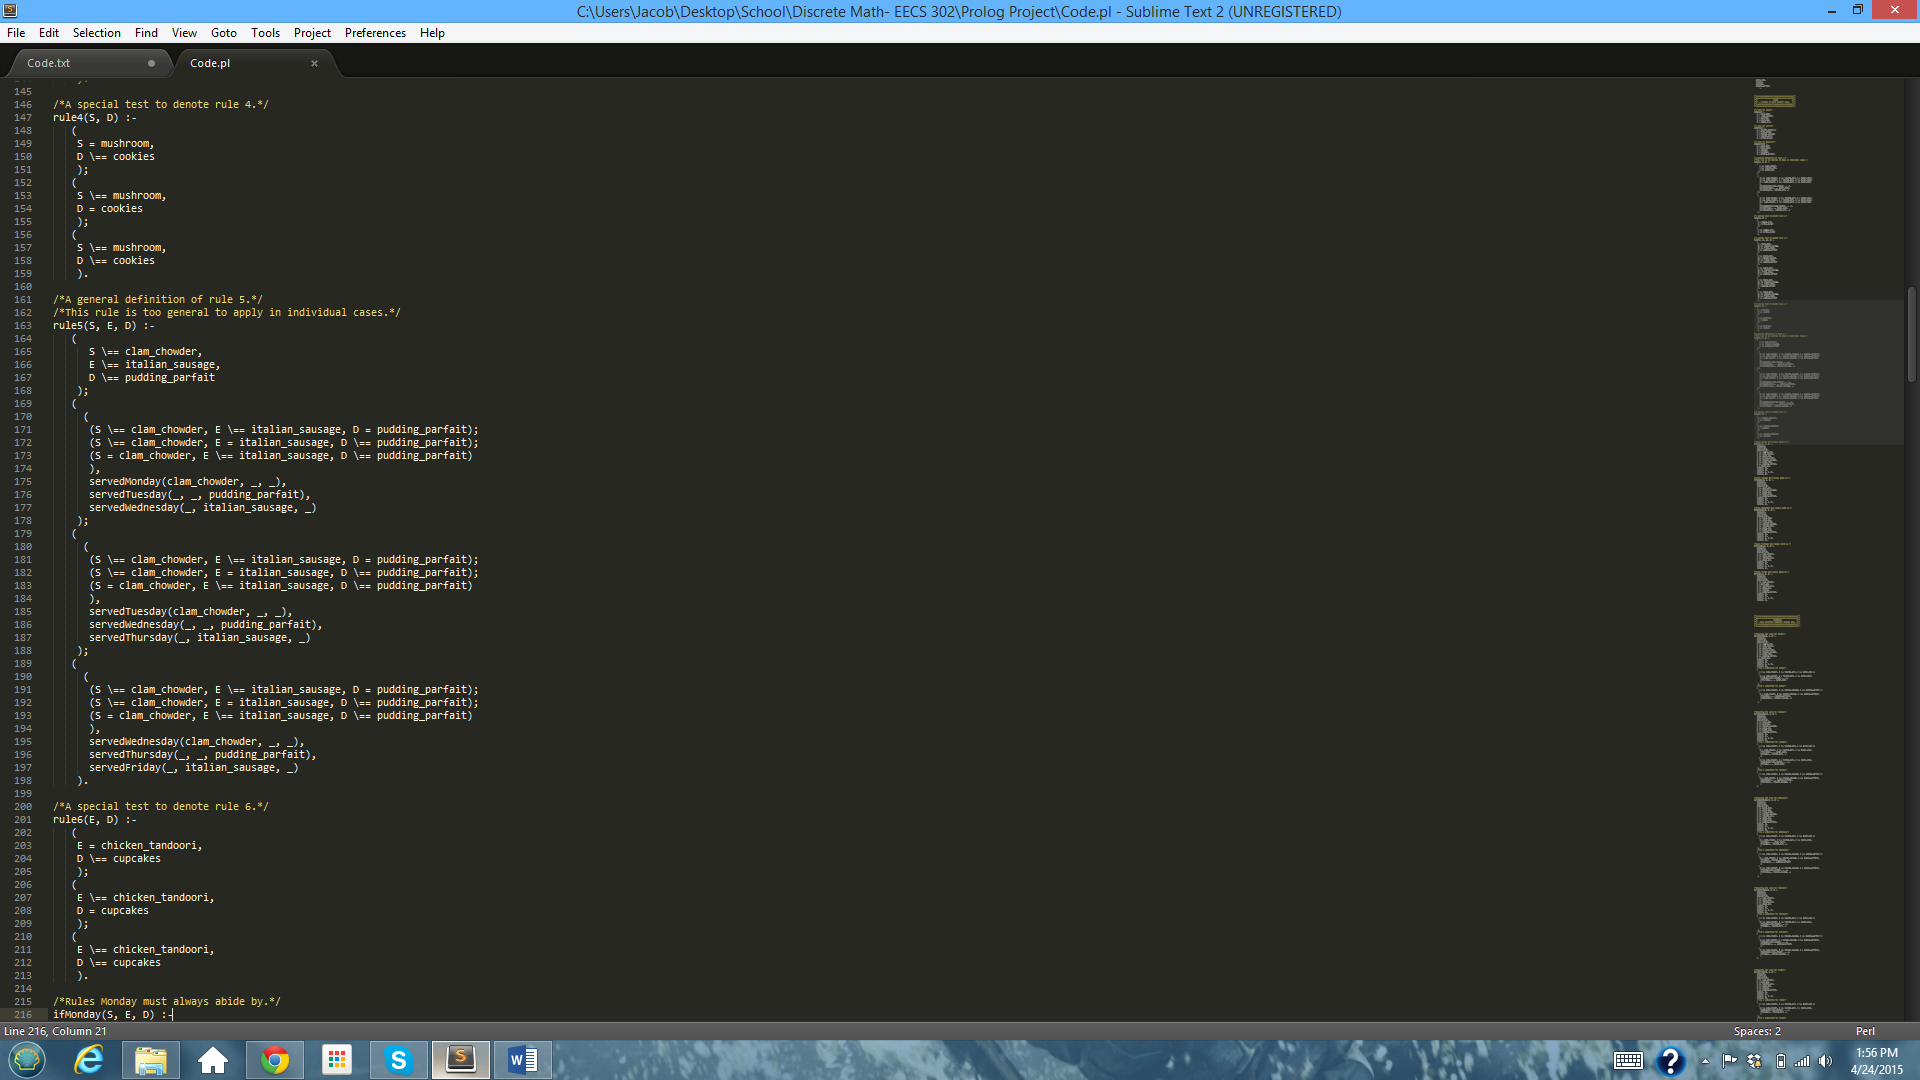 C:\Users\Jacob\Desktop\School\Discrete Math- EECS 302\Prolog Project\Code.pl - Sublime Text 2 (UNREGISTERED)
File Edit Selection Find View Goto Tools Project Preferences Help
Code.txt Code.pl
145
146 /*A special test to denote rule 4.*/
147 rule4(S, D) :-
148 (
149 S = mushroom,
150 D \== cookies
151 );
152 (
153 S \== mushroom,
154 D = cookies
155 );
156 (
157 S \== mushroom,
158 D \== cookies
159 ).
160
161 /*A general definition of rule 5.*/
162 /*This rule is too general to apply in individual cases.*/
163 rule5(S, E, D) :-
164 (
165 S \== clam_chowder,
166 E \== italian_sausage,
167 D \== pudding_parfait
168 );
169 (
170 (
171 (S \== clam_chowder, E \== italian_sausage, D = pudding_parfait);
172 (S \== clam_chowder, E = italian_sausage, D \== pudding_parfait);
173 (S = clam_chowder, E \== italian_sausage, D \== pudding_parfait)
174 ),
175 servedMonday(clam_chowder, _, _),
176 servedTuesday(_, _, pudding_parfait),
177 servedWednesday(_, italian_sausage, _)
178 );
179 (
180 (
181 (S \== clam_chowder, E \== italian_sausage, D = pudding_parfait);
182 (S \== clam_chowder, E = italian_sausage, D \== pudding_parfait);
183 (S = clam_chowder, E \== italian_sausage, D \== pudding_parfait)
184 ),
185 servedTuesday(clam_chowder, _, _),
186 servedWednesday(_, _, pudding_parfait),
187 servedThursday(_, italian_sausage, _)
188 );
189 (
190 (
191 (S \== clam_chowder, E \== italian_sausage, D = pudding_parfait);
192 (S \== clam_chowder, E = italian_sausage, D \== pudding_parfait);
193 (S = clam_chowder, E \== italian_sausage, D \== pudding_parfait)
194 ),
195 servedWednesday(clam_chowder, _, _),
196 servedThursday(_, _, pudding_parfait),
197 servedFriday(_, italian_sausage, _)
198 ).
199
200 /*A special test to denote rule 6.*/
201 rule6(E, D) :-
202 (
203 E = chicken_tandoori,
204 D \== cupcakes
205 );
206 (
207 E \== chicken_tandoori,
208 D = cupcakes
209 );
210 (
211 E \== chicken_tandoori,
212 D \== cupcakes
213 ).
214
215 /*Rules Monday must always abide by.*/
216 ifMonday(S, E, D) :-
Line 216, Column 21 Spaces: 2 Perl
1:56 PM
4/24/2015